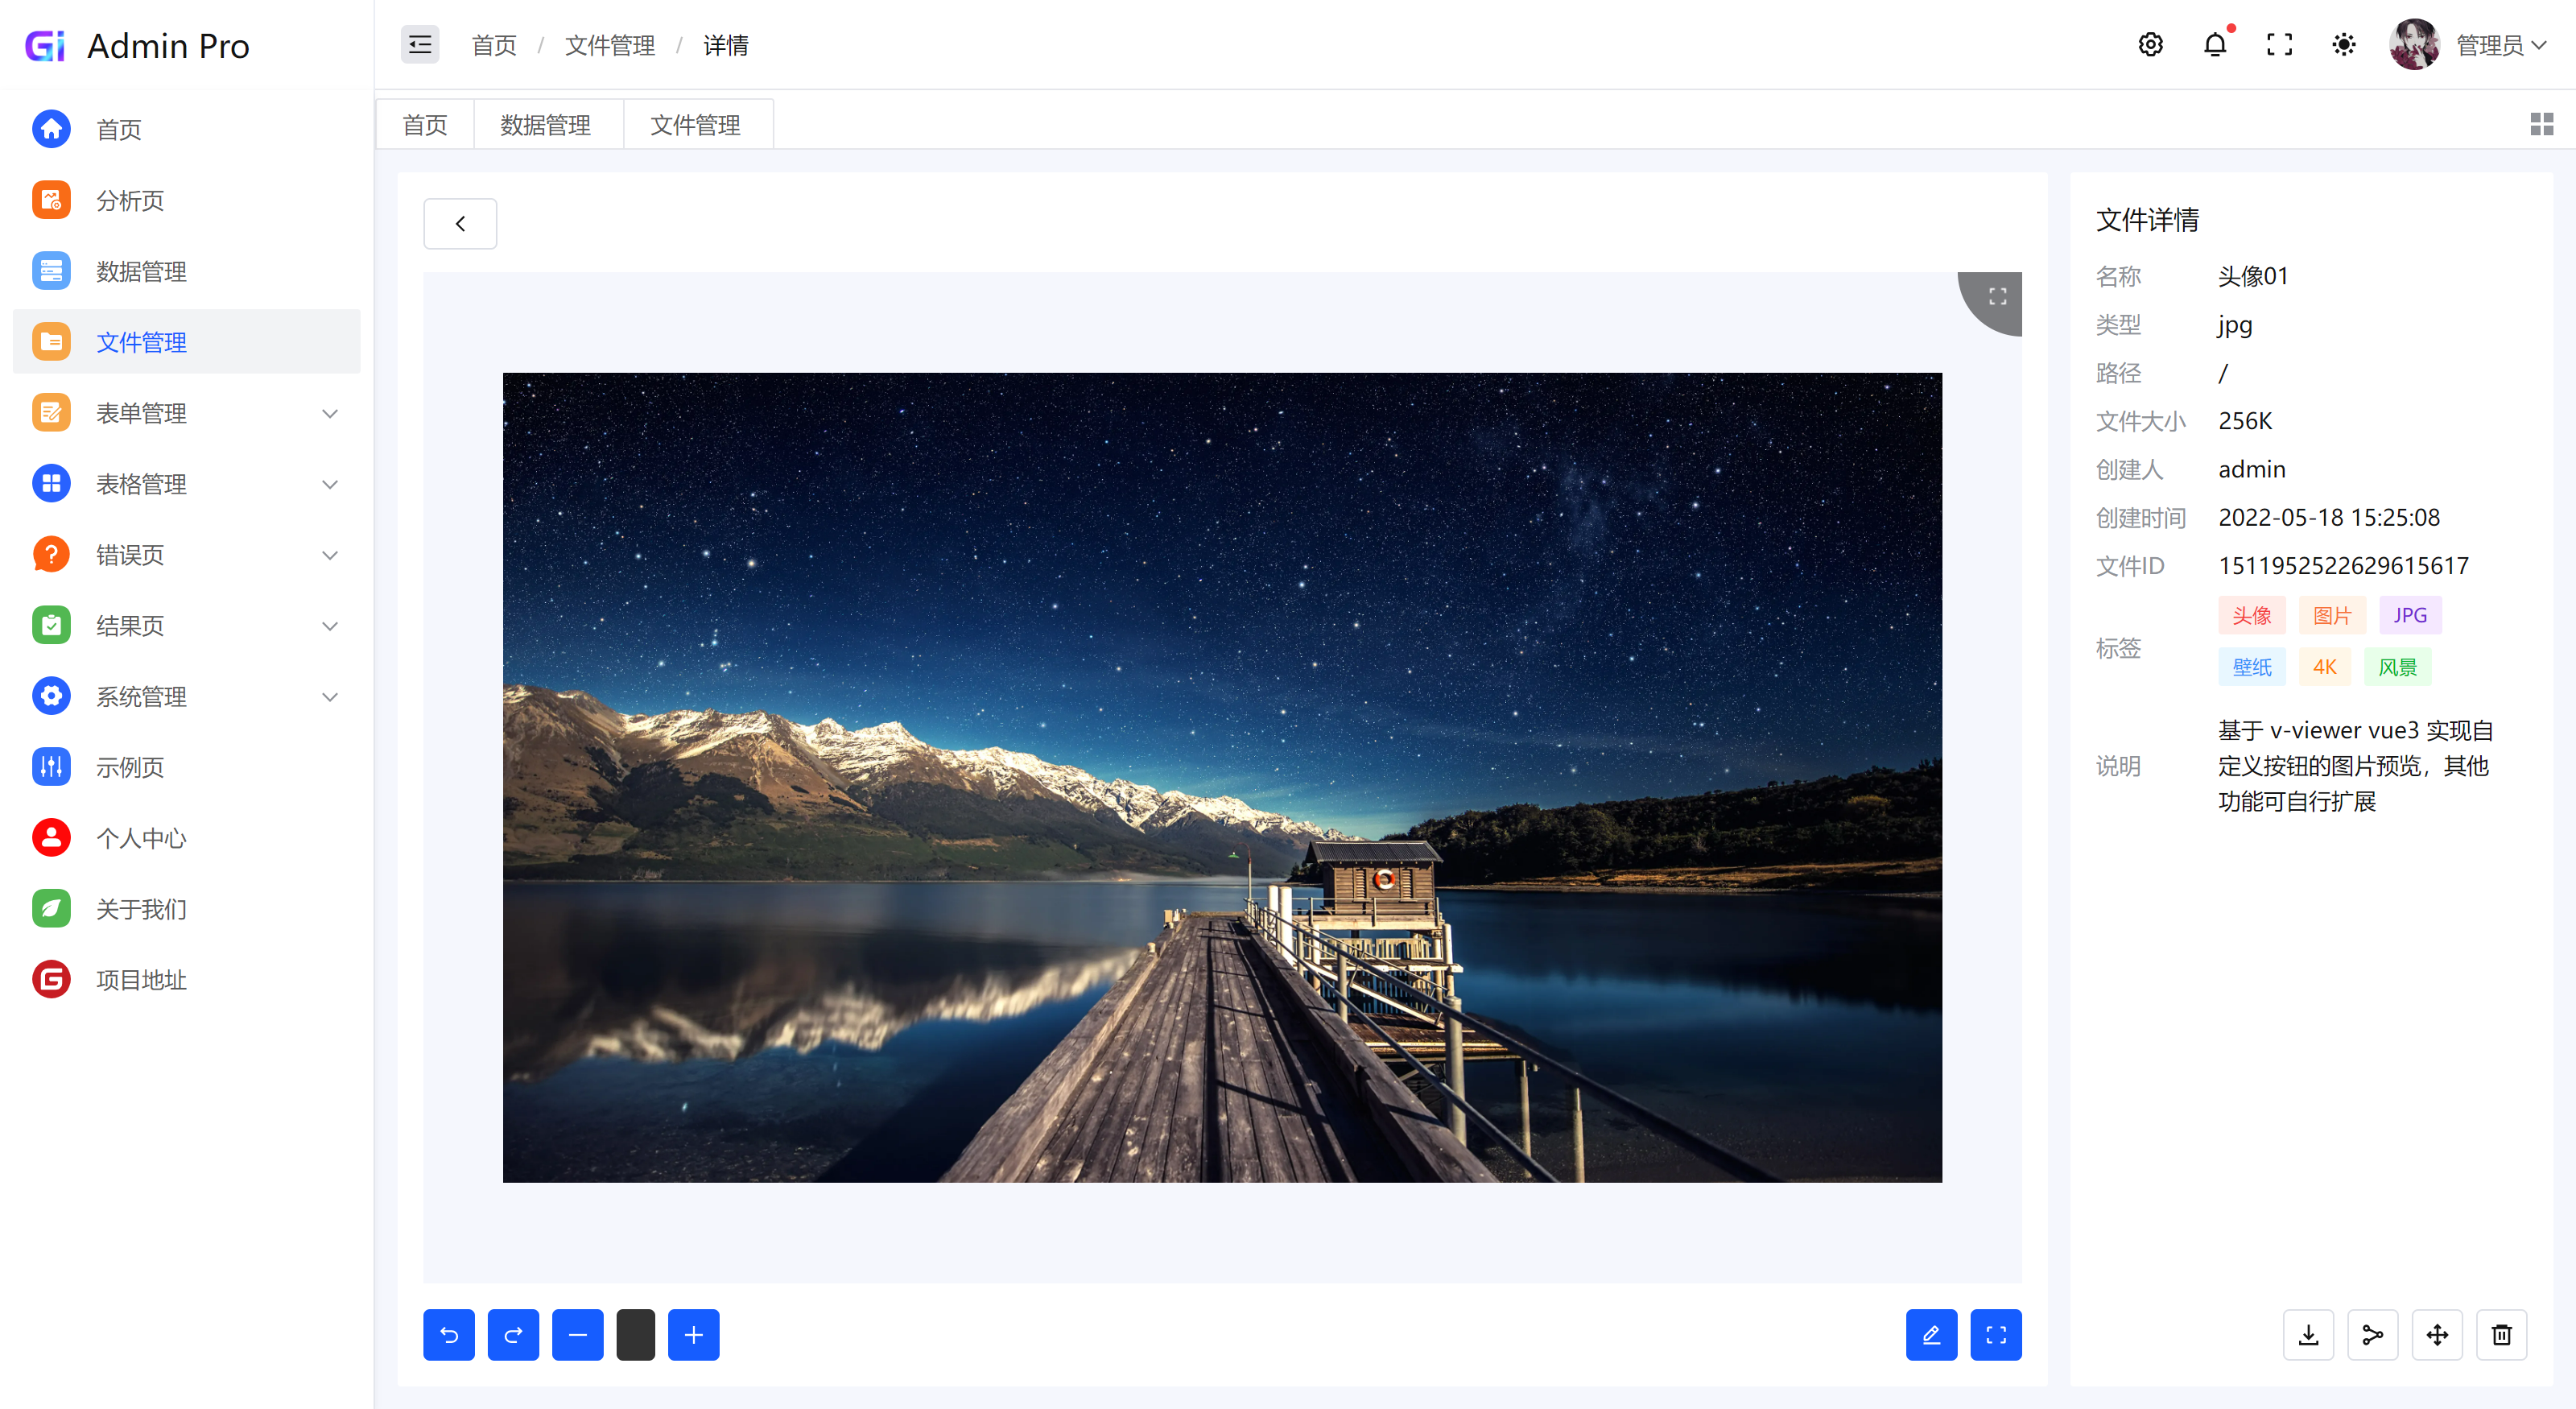 Gi Admin Pro
首页 / 文件管理 / 详情
管理员
首页
数据管理
文件管理
首页
分析页
数据管理
文件管理
表单管理
表格管理
错误页
结果页
系统管理
示例页
个人中心
关于我们
项目地址
文件详情
名称 头像01
类型 jpg
路径 /
文件大小 256K
创建人 admin
创建时间 2022-05-18 15:25:08
文件ID 1511952522629615617
标签 头像 图片 JPG
壁纸 4K 风景
说明 基于 v-viewer vue3 实现自
定义按钮的图片预览，其他
功能可自行扩展